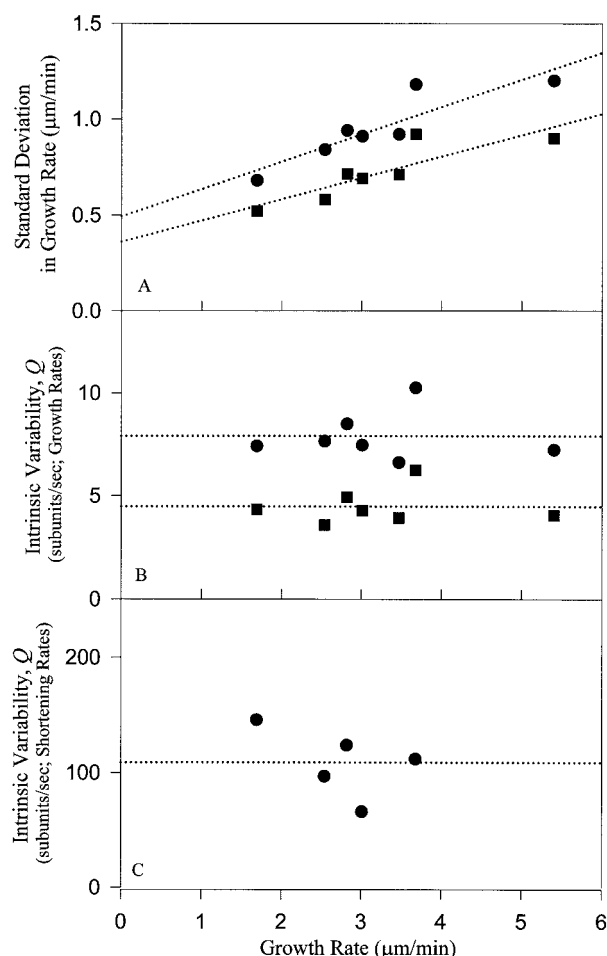 Standard Deviation
in Growth Rate (μm/min)
1.5
1.0
0.5
0.0
A
Intrinsic Variability, Q
(subunits/sec; Growth Rates)
10
5
0
B
Intrinsic Variability, Q
(subunits/sec; Shortening Rates)
200
100
0
C
0 1 2 3 4 5 6
Growth Rate (μm/min)